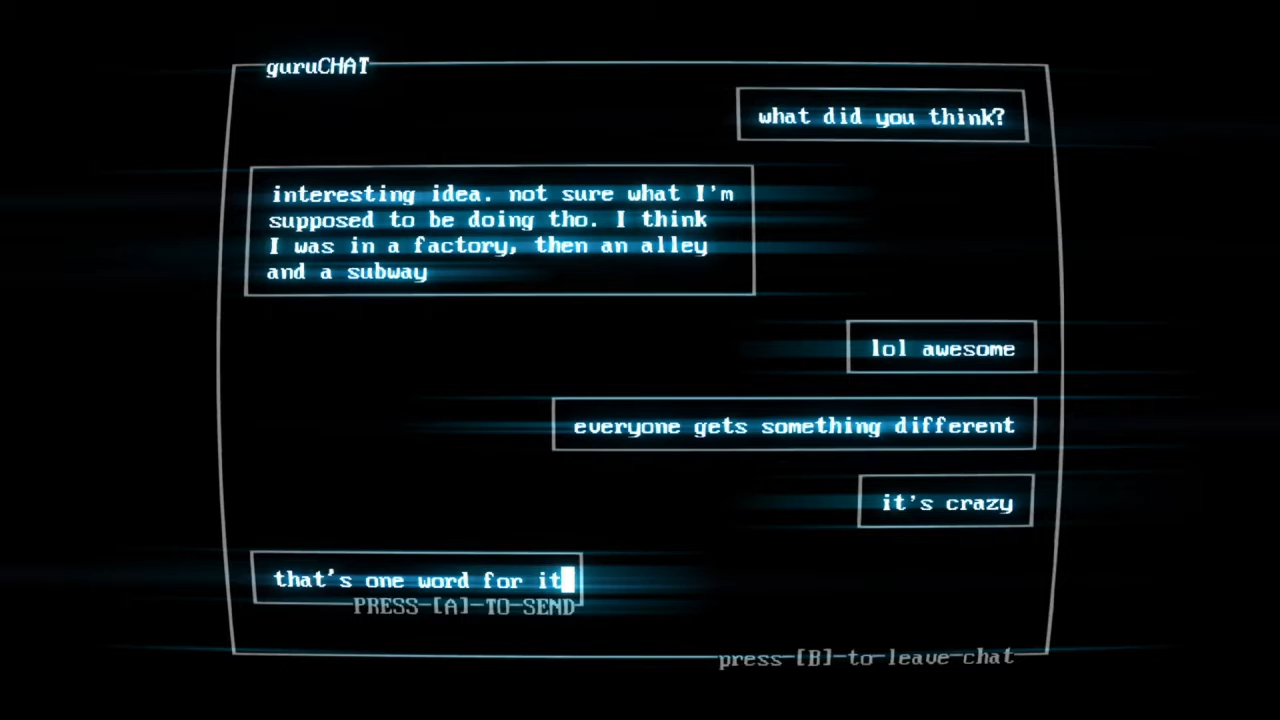 guruCHAT
what did you think?
interesting idea. not sure what I'm
supposed to be doing tho. I think
I was in a factory, then an alley
and a subway
lol awesome
everyone gets something different
it's crazy
that's one word for it
PRESS [A] TO SEND
press [B] to leave chat